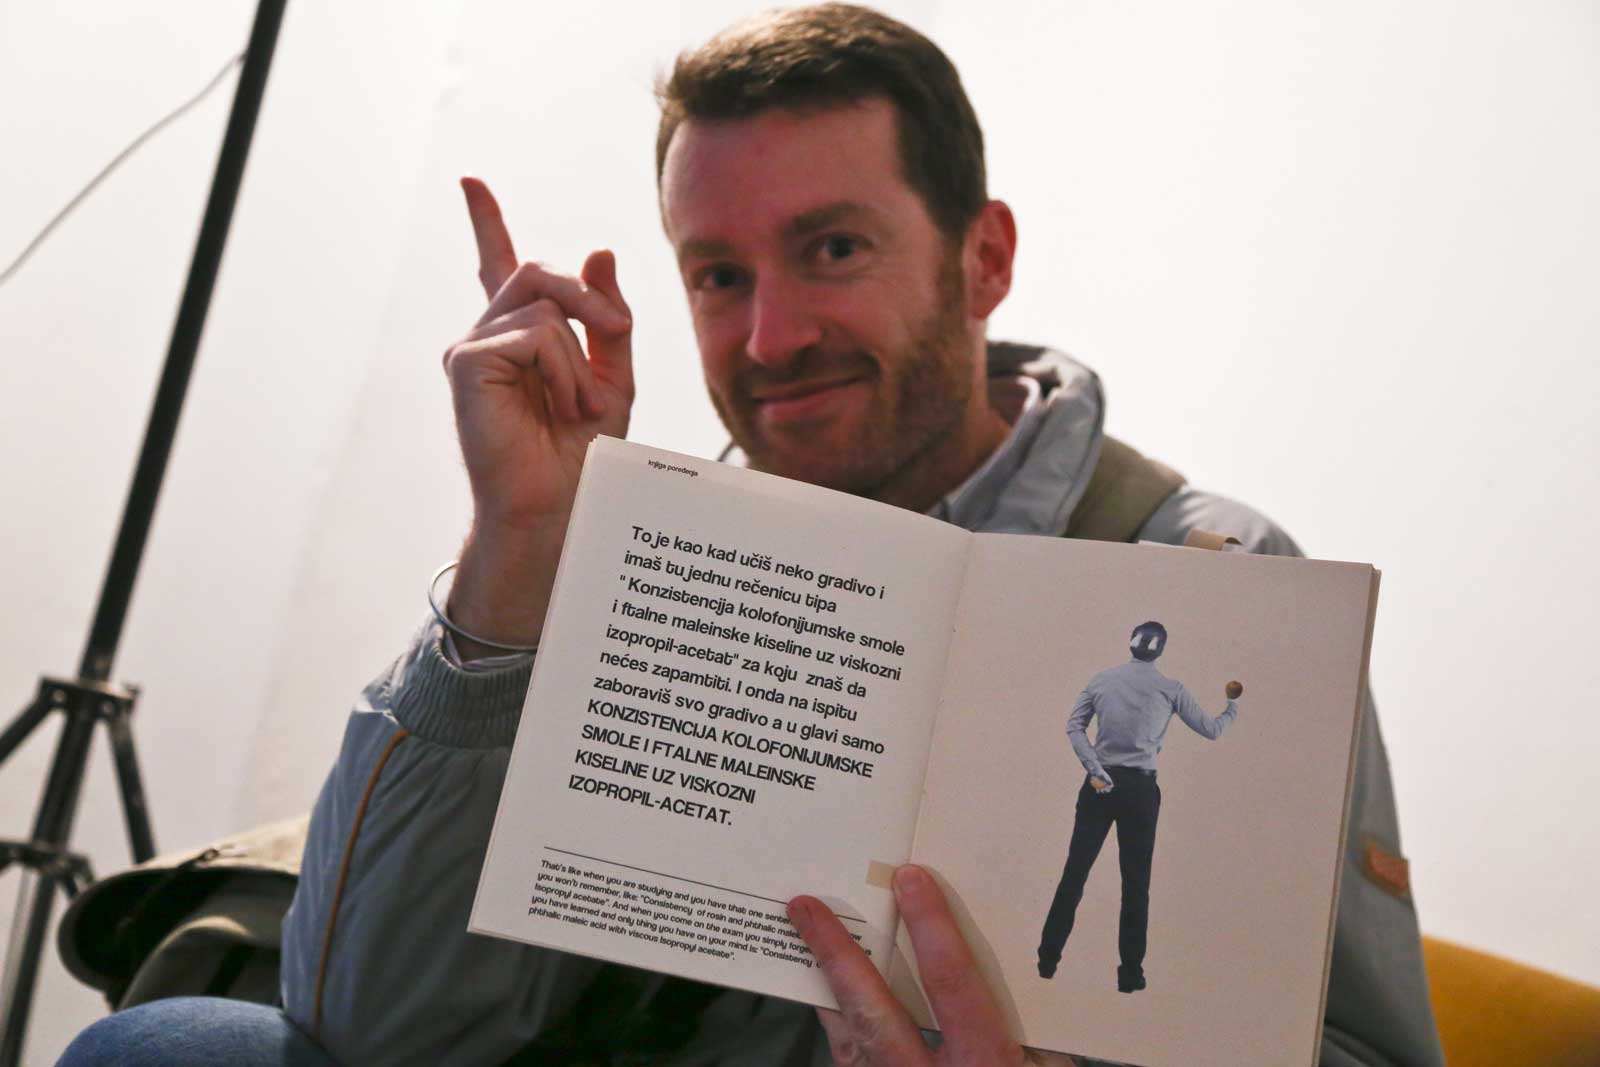 knjiga poređenja
To je kao kad učiš neko gradivo i
imaš tu jednu rečenicu tipa
" Konzistencija kolofonijumske smole
i ftalne maleinske kiseline uz viskozni
izopropil-acetat" za koju znaš da
nećes zapamtiti. I onda na ispitu
zaboraviš svo gradivo a u glavi samo
KONZISTENCIJA KOLOFONIJUMSKE
SMOLE I FTALNE MALEINSKE
KISELINE UZ VISKOZNI
IZOPROPIL-ACETAT.
That's like when you are studying and you have that one
you won't remember, like: "Consistency of rosin and phthalic
Isopropyl acetate". And when you come on the exam you simply
you have learned and only thing you have on your mind is: "Consistency
phthalic maleic acid with viscous Isopropyl acetate".